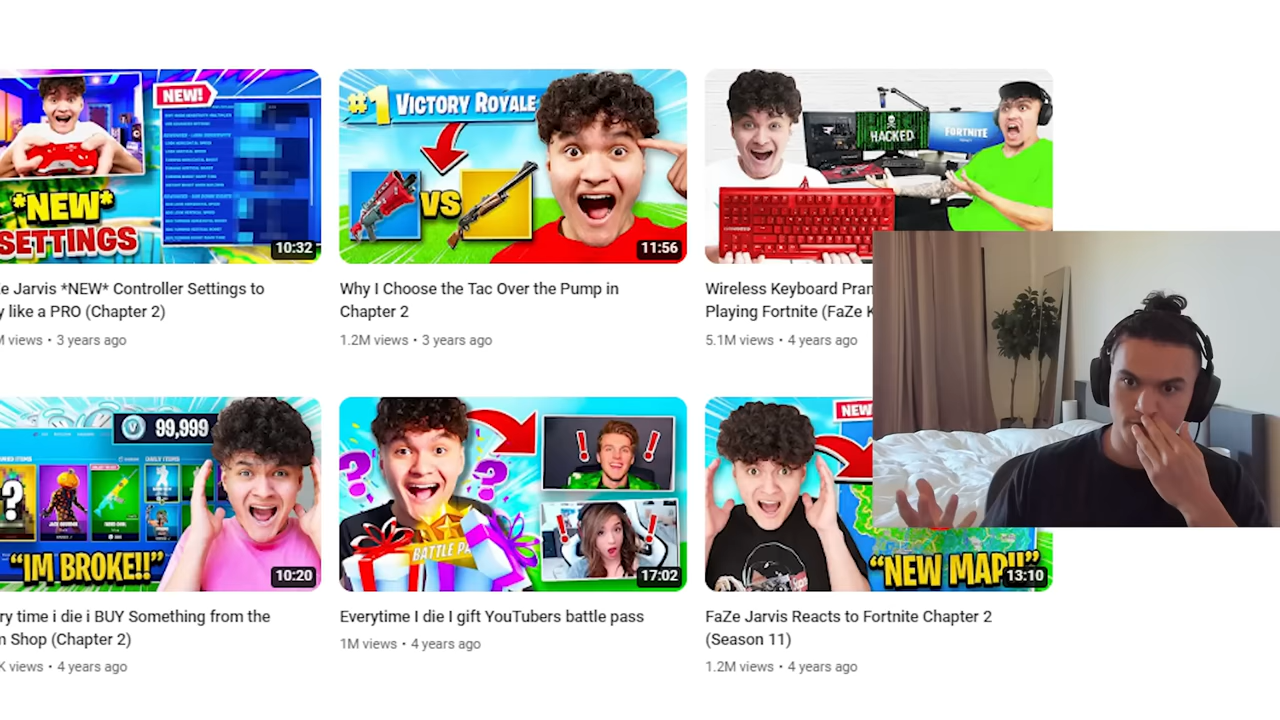 NEW!
*NEW*
SETTINGS
10:32
#1 VICTORY ROYALE
VS
11:56
HACKED
FORTNITE
e Jarvis *NEW* Controller Settings to
y like a PRO (Chapter 2)
views • 3 years ago
Why I Choose the Tac Over the Pump in
Chapter 2
1.2M views • 3 years ago
Wireless Keyboard Pran
Playing Fortnite (FaZe K
5.1M views • 4 years ago
99,999
?
"IM BROKE!!"
10:20
? ?
! !
! !
BATTLE PA
17:02
NEW
"NEW MAP!!"
13:10
ry time i die i BUY Something from the
m Shop (Chapter 2)
K views • 4 years ago
Everytime I die I gift YouTubers battle pass
1M views • 4 years ago
FaZe Jarvis Reacts to Fortnite Chapter 2
(Season 11)
1.2M views • 4 years ago